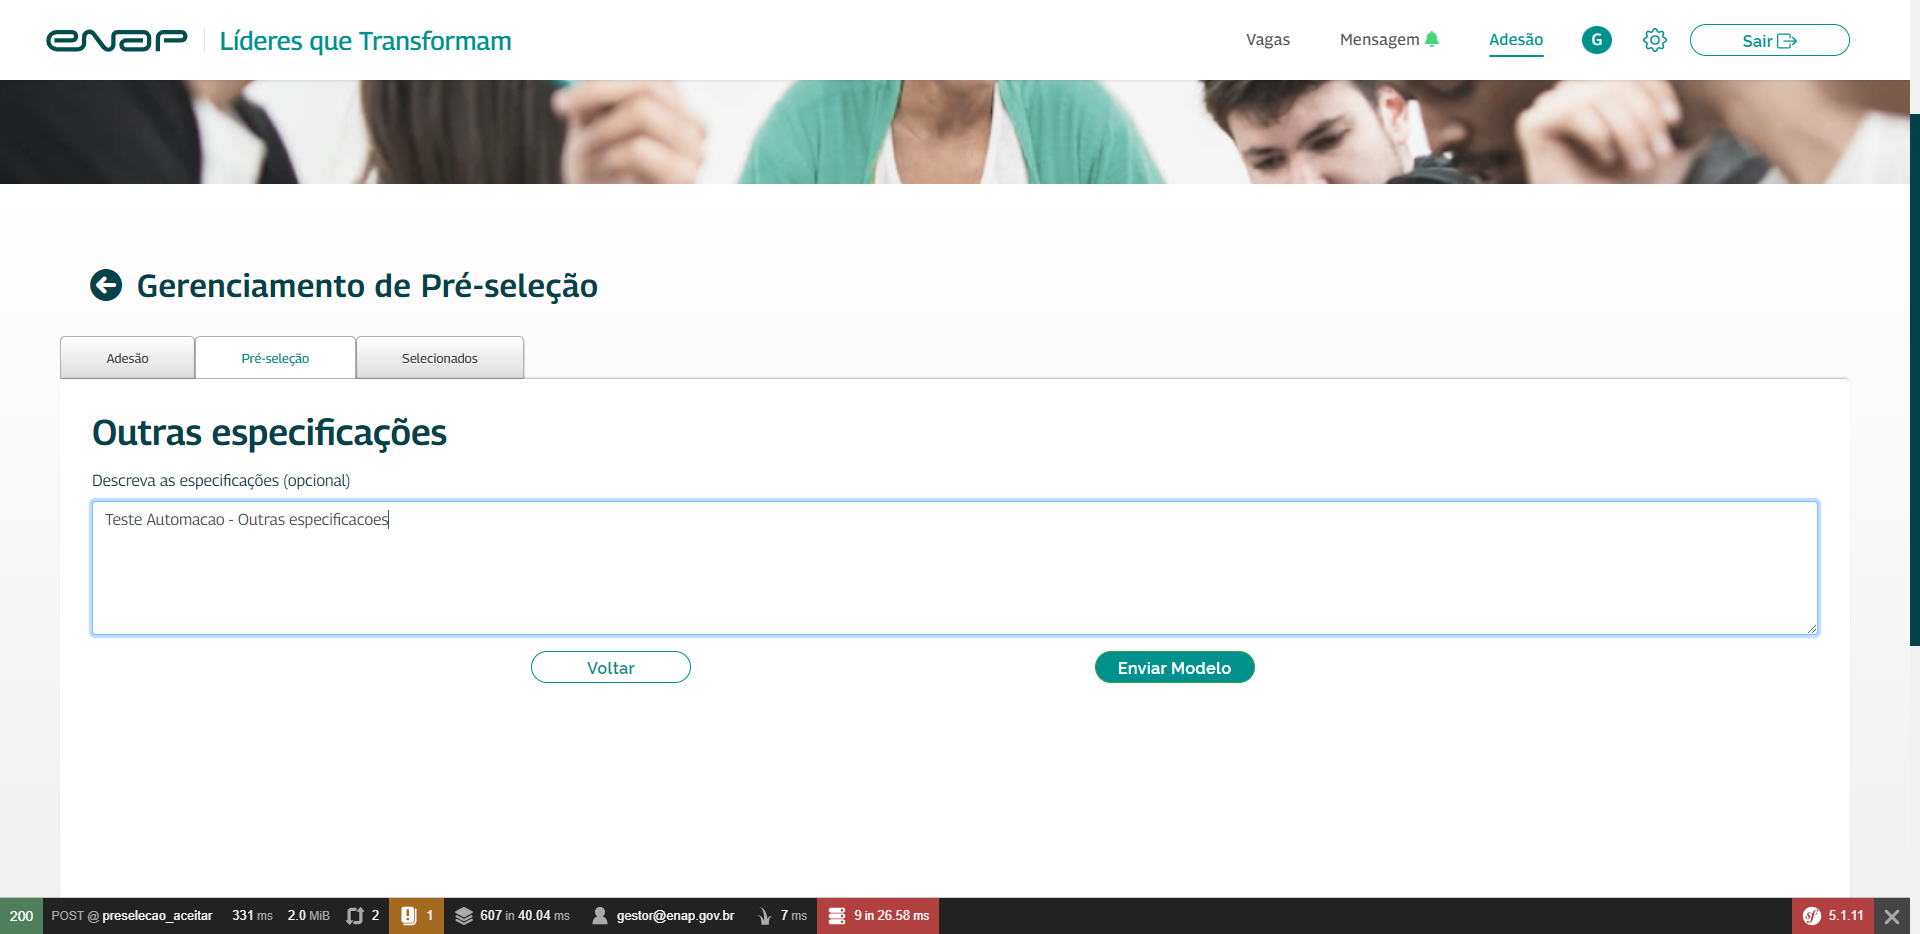 enap Líderes que Transformam Vagas Mensagem Adesão G Sair
Gerenciamento de Pré-seleção
Adesão Pré-seleção Selecionados
Outras especificações
Descreva as especificações (opcional)
Teste Automacao - Outras especificacoes
Voltar Enviar Modelo
200 POST @ preselecao_aceitar 331 ms 2.0 MiB 2 1 607 in 40.04 ms gestor@enap.gov.br 7 ms 9 in 26.58 ms sf 5.1.11